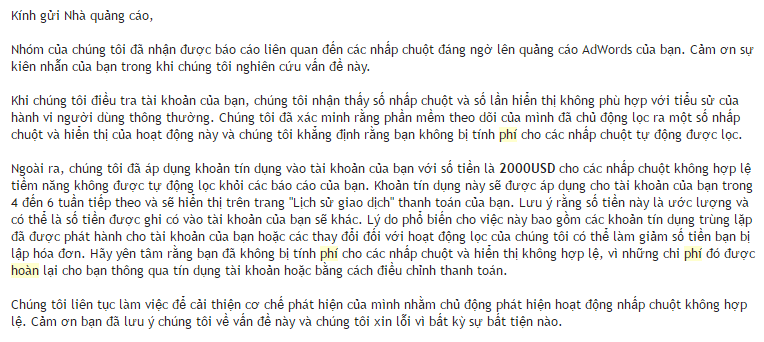 Kính gửi Nhà quảng cáo,
Nhóm của chúng tôi đã nhận được báo cáo liên quan đến các nhấp chuột đáng ngờ lên quảng cáo AdWords của bạn. Cảm ơn sự
kiên nhẫn của bạn trong khi chúng tôi nghiên cứu vấn đề này.
Khi chúng tôi điều tra tài khoản của bạn, chúng tôi nhận thấy số nhấp chuột và số lần hiển thị không phù hợp với tiểu sử của
hành vi người dùng thông thường. Chúng tôi đã xác minh rằng phần mềm theo dõi của mình đã chủ động lọc ra một số nhấp
chuột và hiển thị của hoạt động này và chúng tôi khẳng định rằng bạn không bị tính phí cho các nhấp chuột tự động được lọc.
Ngoài ra, chúng tôi đã áp dụng khoản tín dụng vào tài khoản của bạn với số tiền là 2000USD cho các nhấp chuột không hợp lệ
tiềm năng không được tự động lọc khỏi các báo cáo của bạn. Khoản tín dụng này sẽ được áp dụng cho tài khoản của bạn trong
4 đến 6 tuần tiếp theo và sẽ hiển thị trên trang "Lịch sử giao dịch" thanh toán của bạn. Lưu ý rằng số tiền này là ước lượng và
có thể là số tiền được ghi có vào tài khoản của bạn sẽ khác. Lý do phổ biến cho việc này bao gồm các khoản tín dụng trùng lặp
đã được phát hành cho tài khoản của bạn hoặc các thay đổi đối với hoạt động lọc của chúng tôi có thể làm giảm số tiền bạn bị
lập hóa đơn. Hãy yên tâm rằng bạn đã không bị tính phí cho các nhấp chuột và hiển thị không hợp lệ, vì những chi phí đó được
hoàn lại cho bạn thông qua tín dụng tài khoản hoặc bằng cách điều chỉnh thanh toán.
Chúng tôi liên tục làm việc để cải thiện cơ chế phát hiện của mình nhằm chủ động phát hiện hoạt động nhấp chuột không hợp
lệ. Cảm ơn bạn đã lưu ý chúng tôi về vấn đề này và chúng tôi xin lỗi vì bất kỳ sự bất tiện nào.